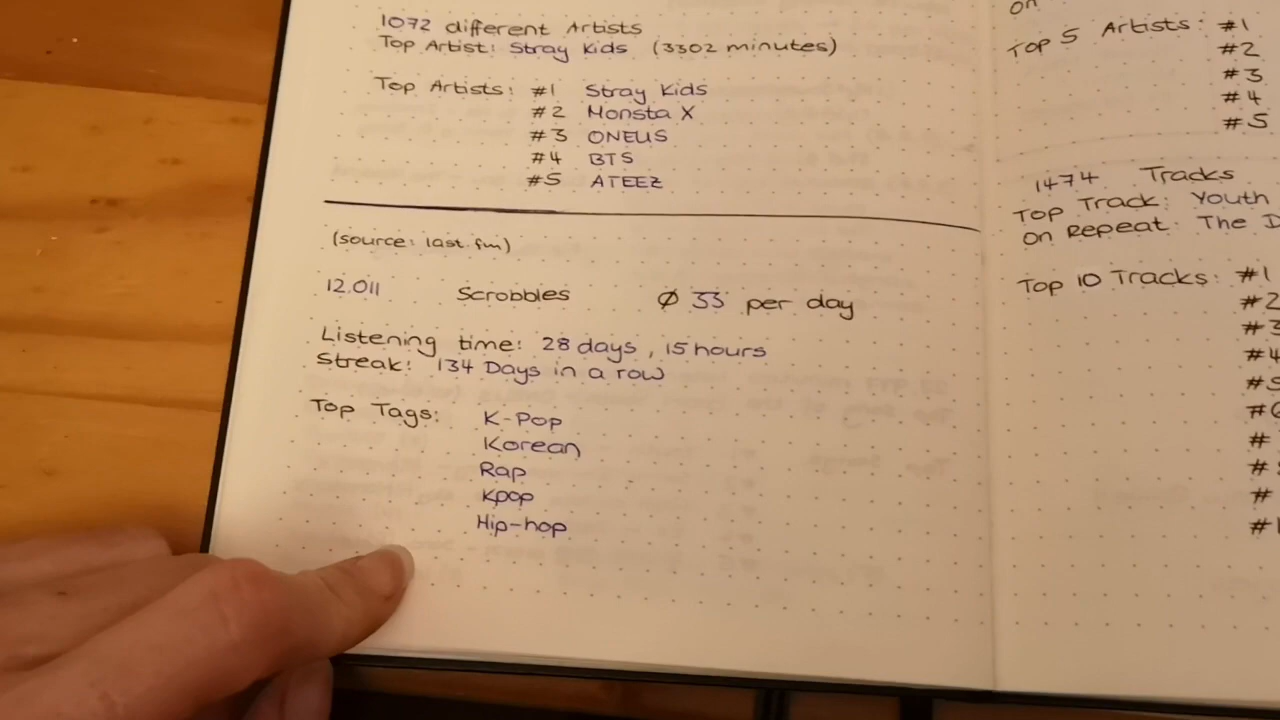 1072 different Artists
Top Artist: Stray Kids (3302 minutes)
Top Artists: #1 Stray Kids
#2 Monsta X
#3 ONEUS
#4 BTS
#5 ATEEZ
(source: last.fm)
12.011 Scrobbles Ø 33 per day
Listening time: 28 days, 15 hours
Streak: 134 Days in a row
Top Tags: K-Pop
Korean
Rap
Kpop
Hip-hop
on
Top 5 Artists: #1
#2
#3
#4
#5
1474 Tracks
Top Track: Youth
on Repeat: The
Top 10 Tracks: #1
#2
#3
#4
#5
#
#
#
#
#1